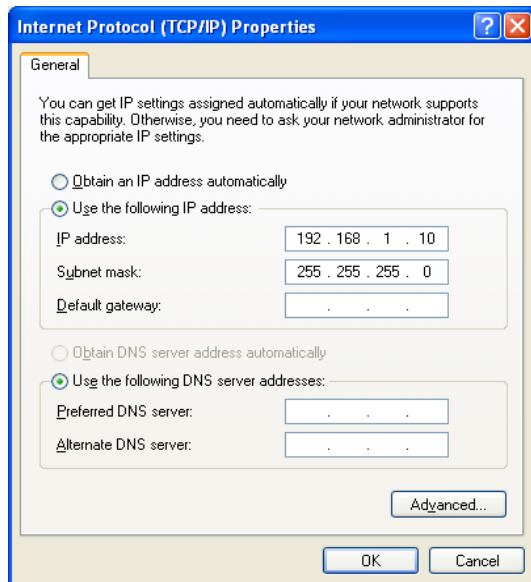 Internet Protocol (TCP/IP) Properties
General
You can get IP settings assigned automatically if your network supports
this capability. Otherwise, you need to ask your network administrator for
the appropriate IP settings.
Obtain an IP address automatically
Use the following IP address:
IP address: 192 . 168 . 1 . 10
Subnet mask: 255 . 255 . 255 . 0
Default gateway: . . .
Obtain DNS server address automatically
Use the following DNS server addresses:
Preferred DNS server: . . .
Alternate DNS server: . . .
Advanced...
OK Cancel